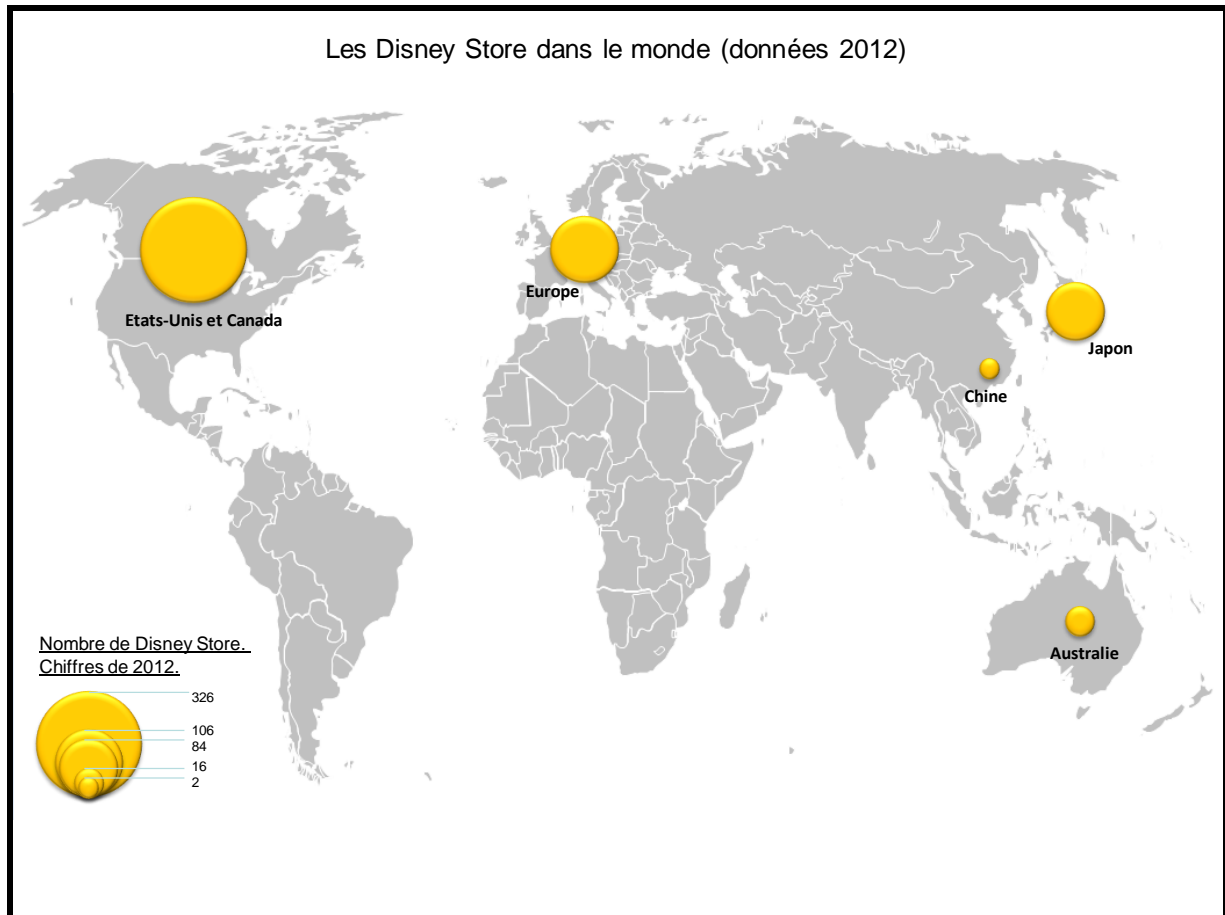 Les Disney Store dans le monde (données 2012)
Etats-Unis et Canada
Europe
Japon
Chine
Australie
Nombre de Disney Store.
Chiffres de 2012.
326
106
84
16
2